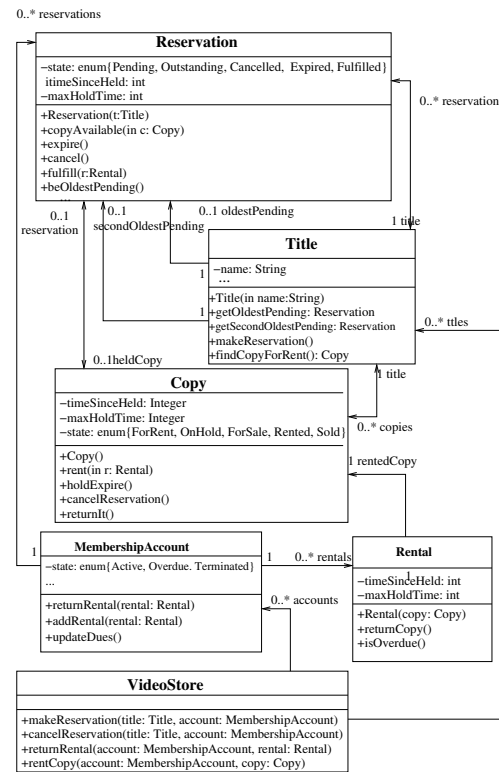 0..* reservations
Reservation
−state: enum{Pending, Outstanding, Cancelled, Expired, Fulfilled}
itimeSinceHeld: int
−maxHoldTime: int
+Reservation(t:Title)
+copyAvailable(in c: Copy)
+expire()
+cancel()
+fulfill(r:Rental)
+beOldestPending()
...
0..* reservation
0..1
reservation
0..1
secondOldestPending
0..1 oldestPending
1 title
Title
1
−name: String
...
1
+Title(in name:String)
+getOldestPending: Reservation
+getSecondOldestPending: Reservation
+makeReservation()
+findCopyForRent(): Copy
0..* ttles
0..1heldCopy
1 title
Copy
−timeSinceHeld: Integer
−maxHoldTime: Integer
−state: enum{ForRent, OnHold, ForSale, Rented, Sold}
0..* copies
+Copy()
+rent(in r: Rental)
+holdExpire()
+cancelReservation()
+returnIt()
1 rentedCopy
1
MembershipAccount
−state: enum{Active, Overdue. Terminated}
...
+returnRental(rental: Rental)
+addRental(rental: Rental)
+updateDues()
1
0..* rentals
Rental
1
−timeSinceHeld: int
−maxHoldTime: int
+Rental(copy: Copy)
+returnCopy()
+isOverdue()
0..* accounts
VideoStore
+makeReservation(title: Title, account: MembershipAccount)
+cancelReservation(title: Title, account: MembershipAccount)
+returnRental(account: MembershipAccount, rental: Rental)
+rentCopy(account: MembershipAccount, copy: Copy)